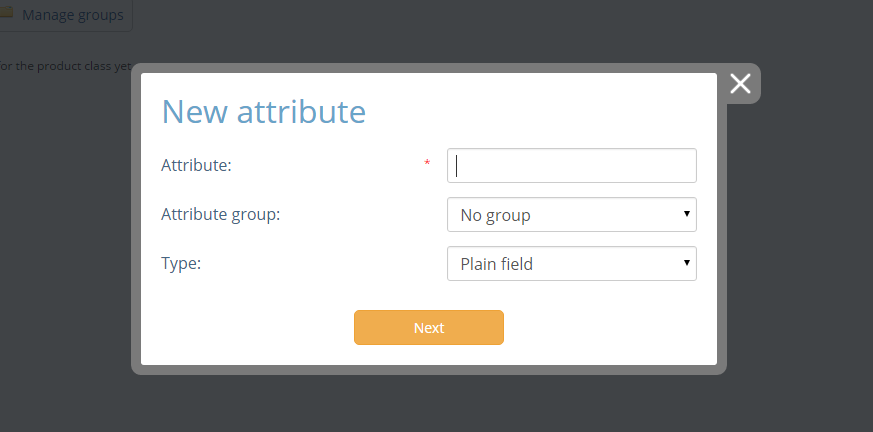 Manage groups
or the product class yet
New attribute
Attribute: *
Attribute group: No group
Type: Plain field
Next